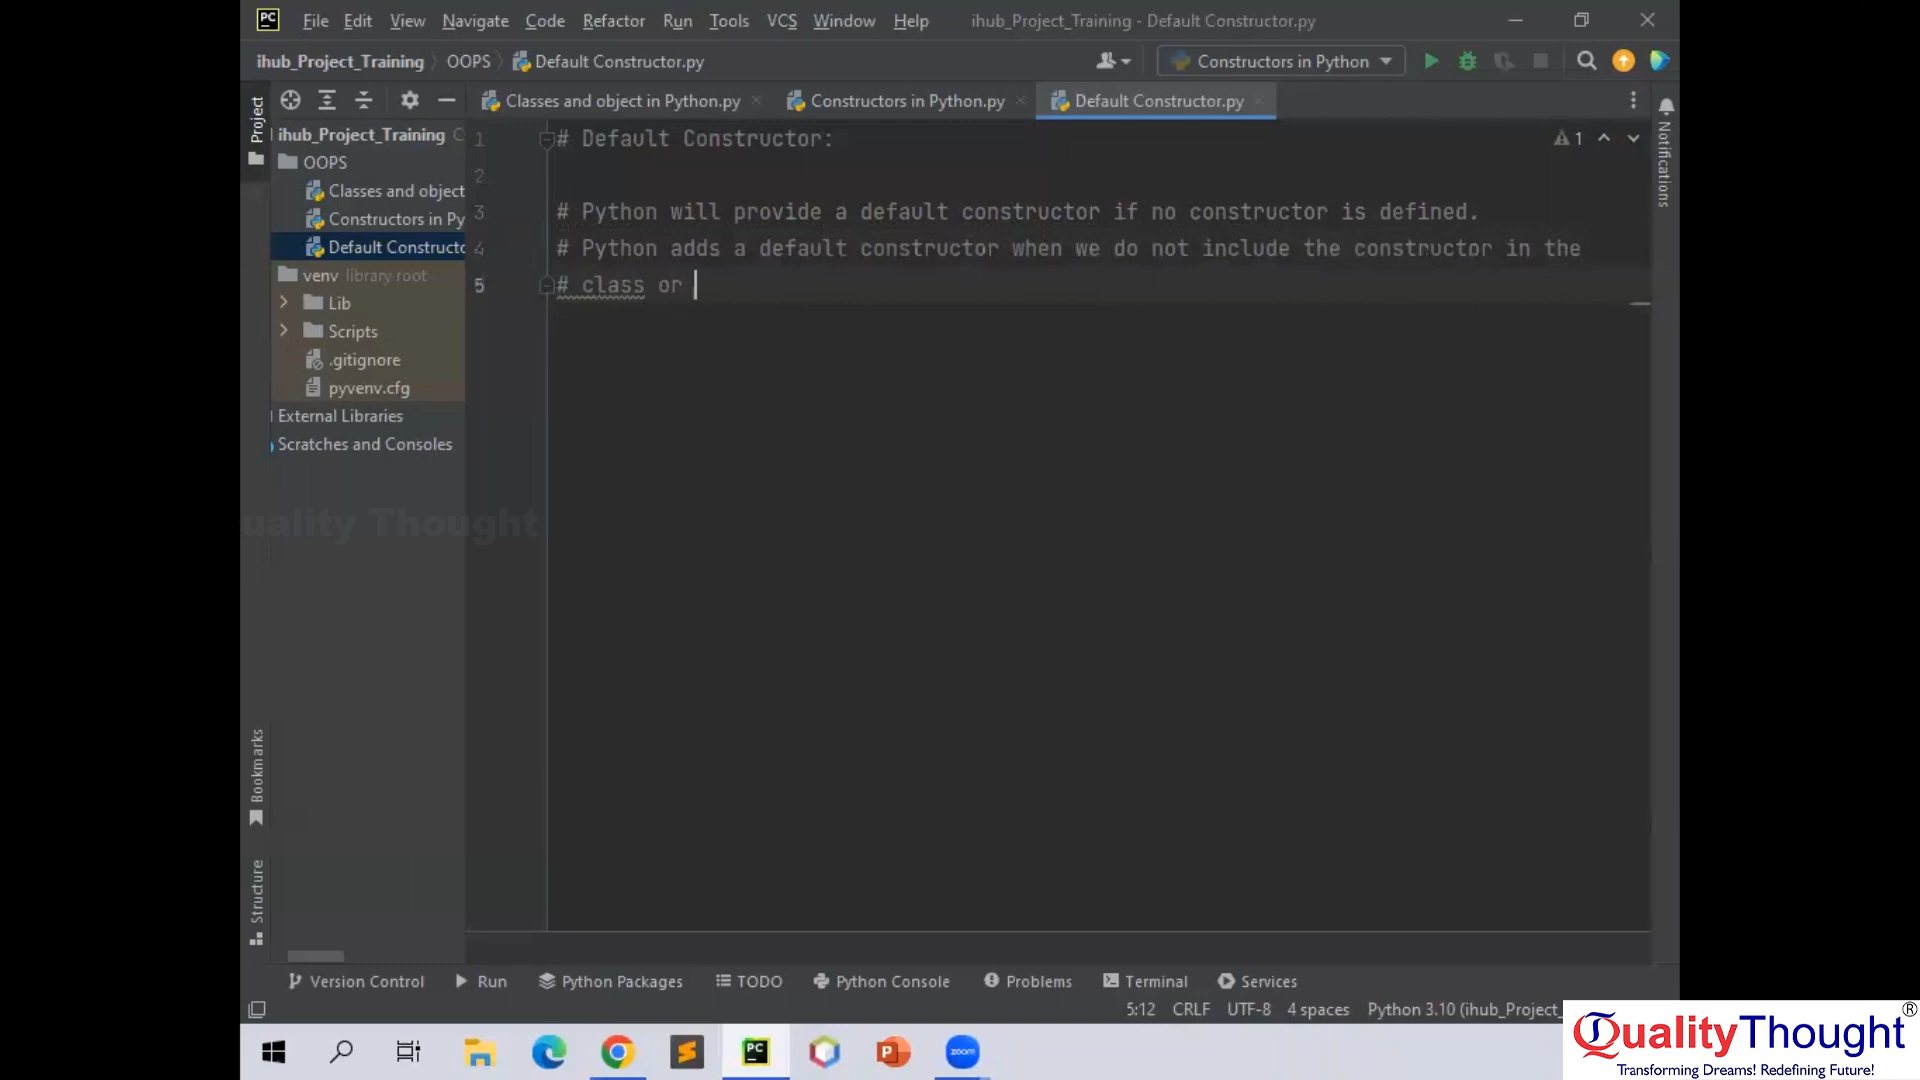 PC File Edit View Navigate Code Refactor Run Tools VCS Window Help ihub_Project_Training - Default Constructor.py
ihub_Project_Training OOPS Default Constructor.py Constructors in Python
Project
Classes and object in Python.py Constructors in Python.py Default Constructor.py
ihub_Project_Training C
OOPS
Classes and object
Constructors in Py
Default Constructo
venv library root
Lib
Scripts
.gitignore
pyvenv.cfg
External Libraries
Scratches and Consoles
1 # Default Constructor:
2
3 # Python will provide a default constructor if no constructor is defined.
4 # Python adds a default constructor when we do not include the constructor in the
5 # class or
1
Notifications
uality Thought
Bookmarks
Structure
Version Control Run Python Packages TODO Python Console Problems Terminal Services
5:12 CRLF UTF-8 4 spaces Python 3.10 (ihub_Project_
PC P zoom
QualityThought ®
Transforming Dreams! Redefining Future!